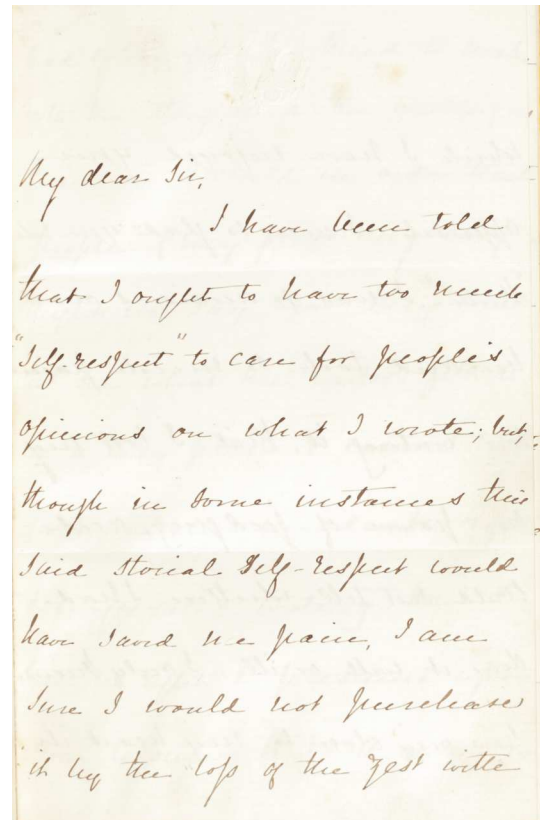 My dear Sir,
I have been told
that I ought to have too much
"Self respect" to care for people's
opinions on what I wrote; but,
though in some instances this
said stoical Self-respect would
have saved me pain, I am
sure I would not purchase
it by the loss of the zest with